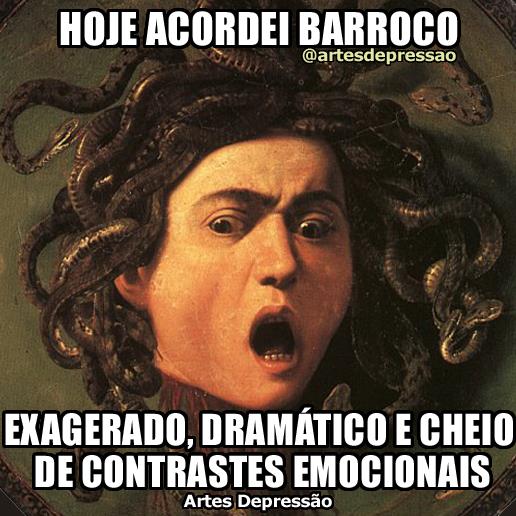 HOJE ACORDEI BARROCO
@artesdepressao
EXAGERADO, DRAMÁTICO E CHEIO
DE CONTRASTES EMOCIONAIS
Artes Depressão